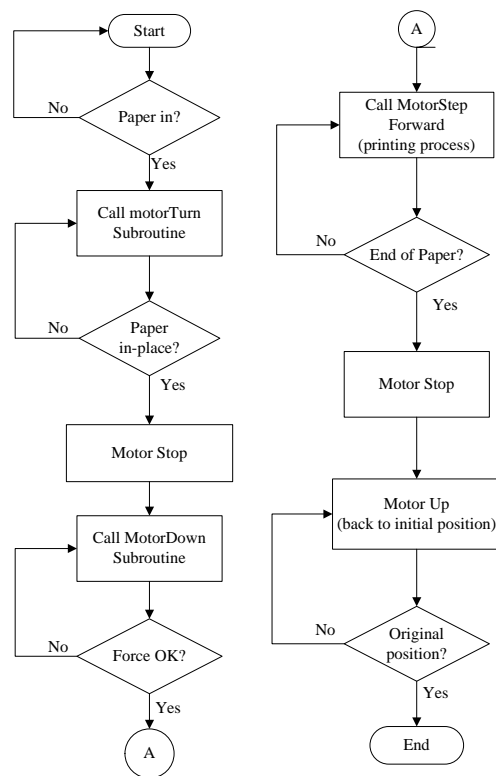 Start
No
Paper in?
Yes
Call motorTurn
Subroutine
No
Paper
in-place?
Yes
Motor Stop
Call MotorDown
Subroutine
No
Force OK?
Yes
A
A
Call MotorStep
Forward
(printing process)
No
End of Paper?
Yes
Motor Stop
Motor Up
(back to initial position)
No
Original
position?
Yes
End